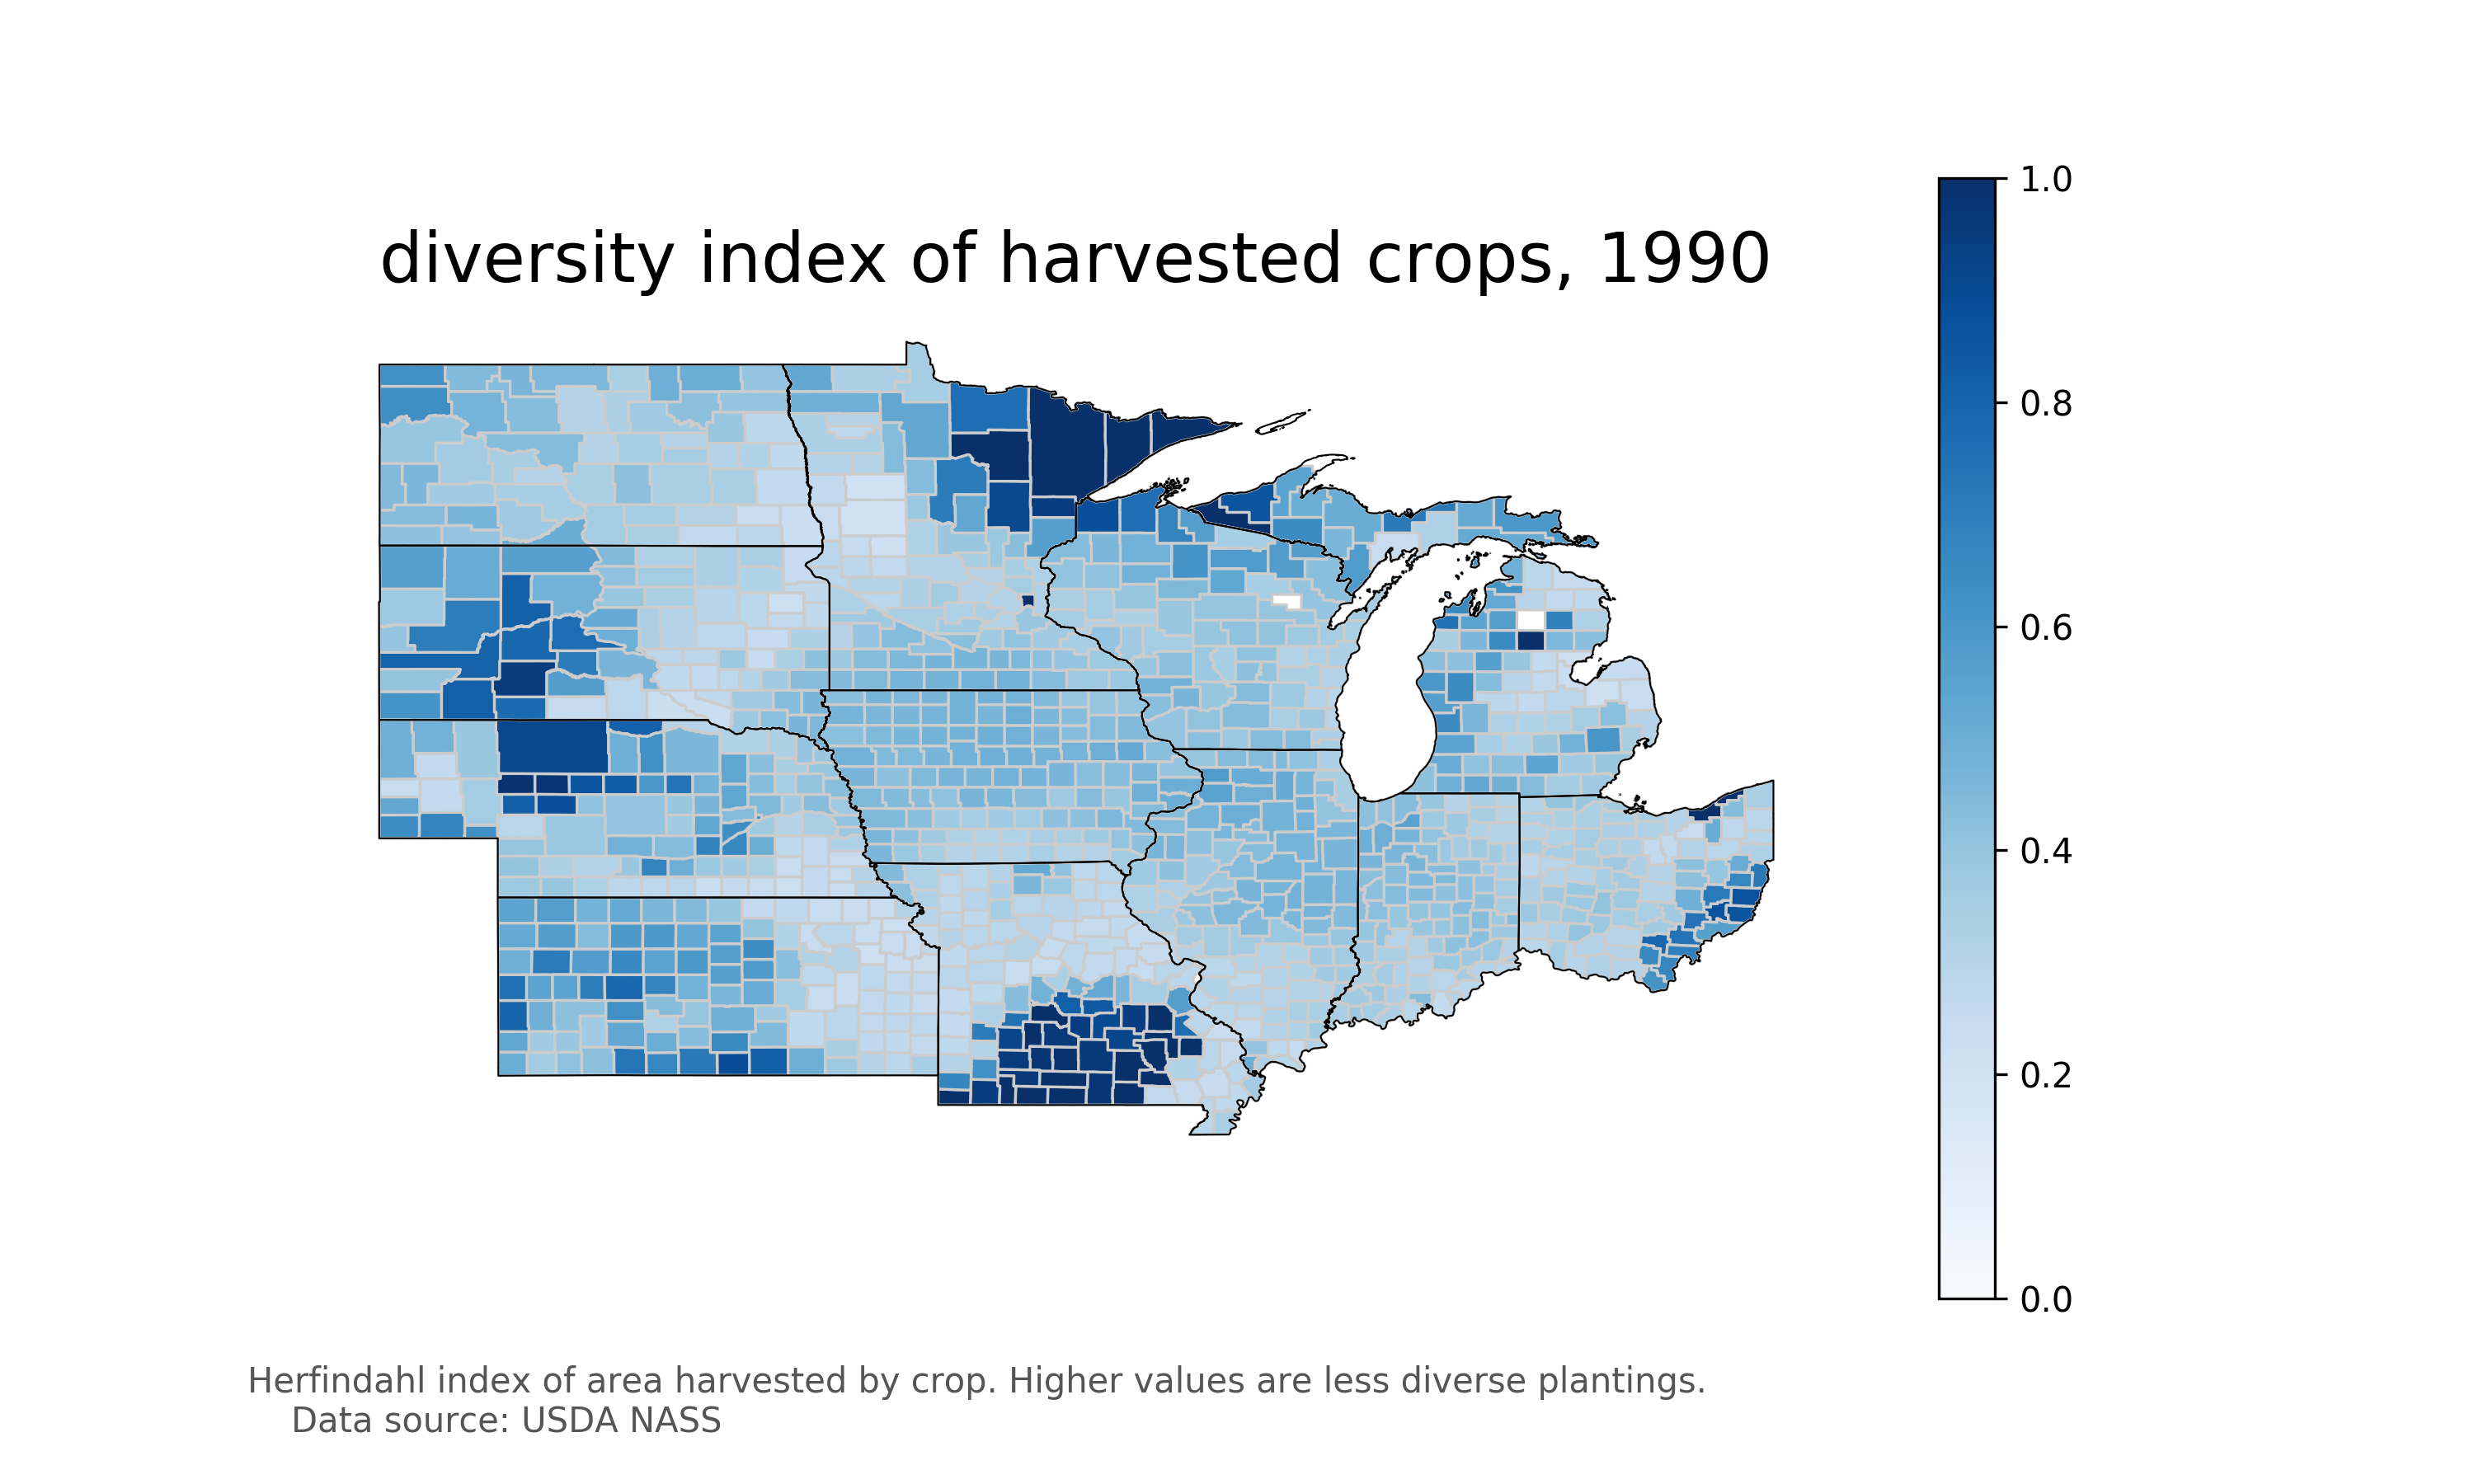 diversity index of harvested crops, 1990
1.0
0.8
0.6
0.4
0.2
0.0
Herfindahl index of area harvested by crop. Higher values are less diverse plantings.
Data source: USDA NASS